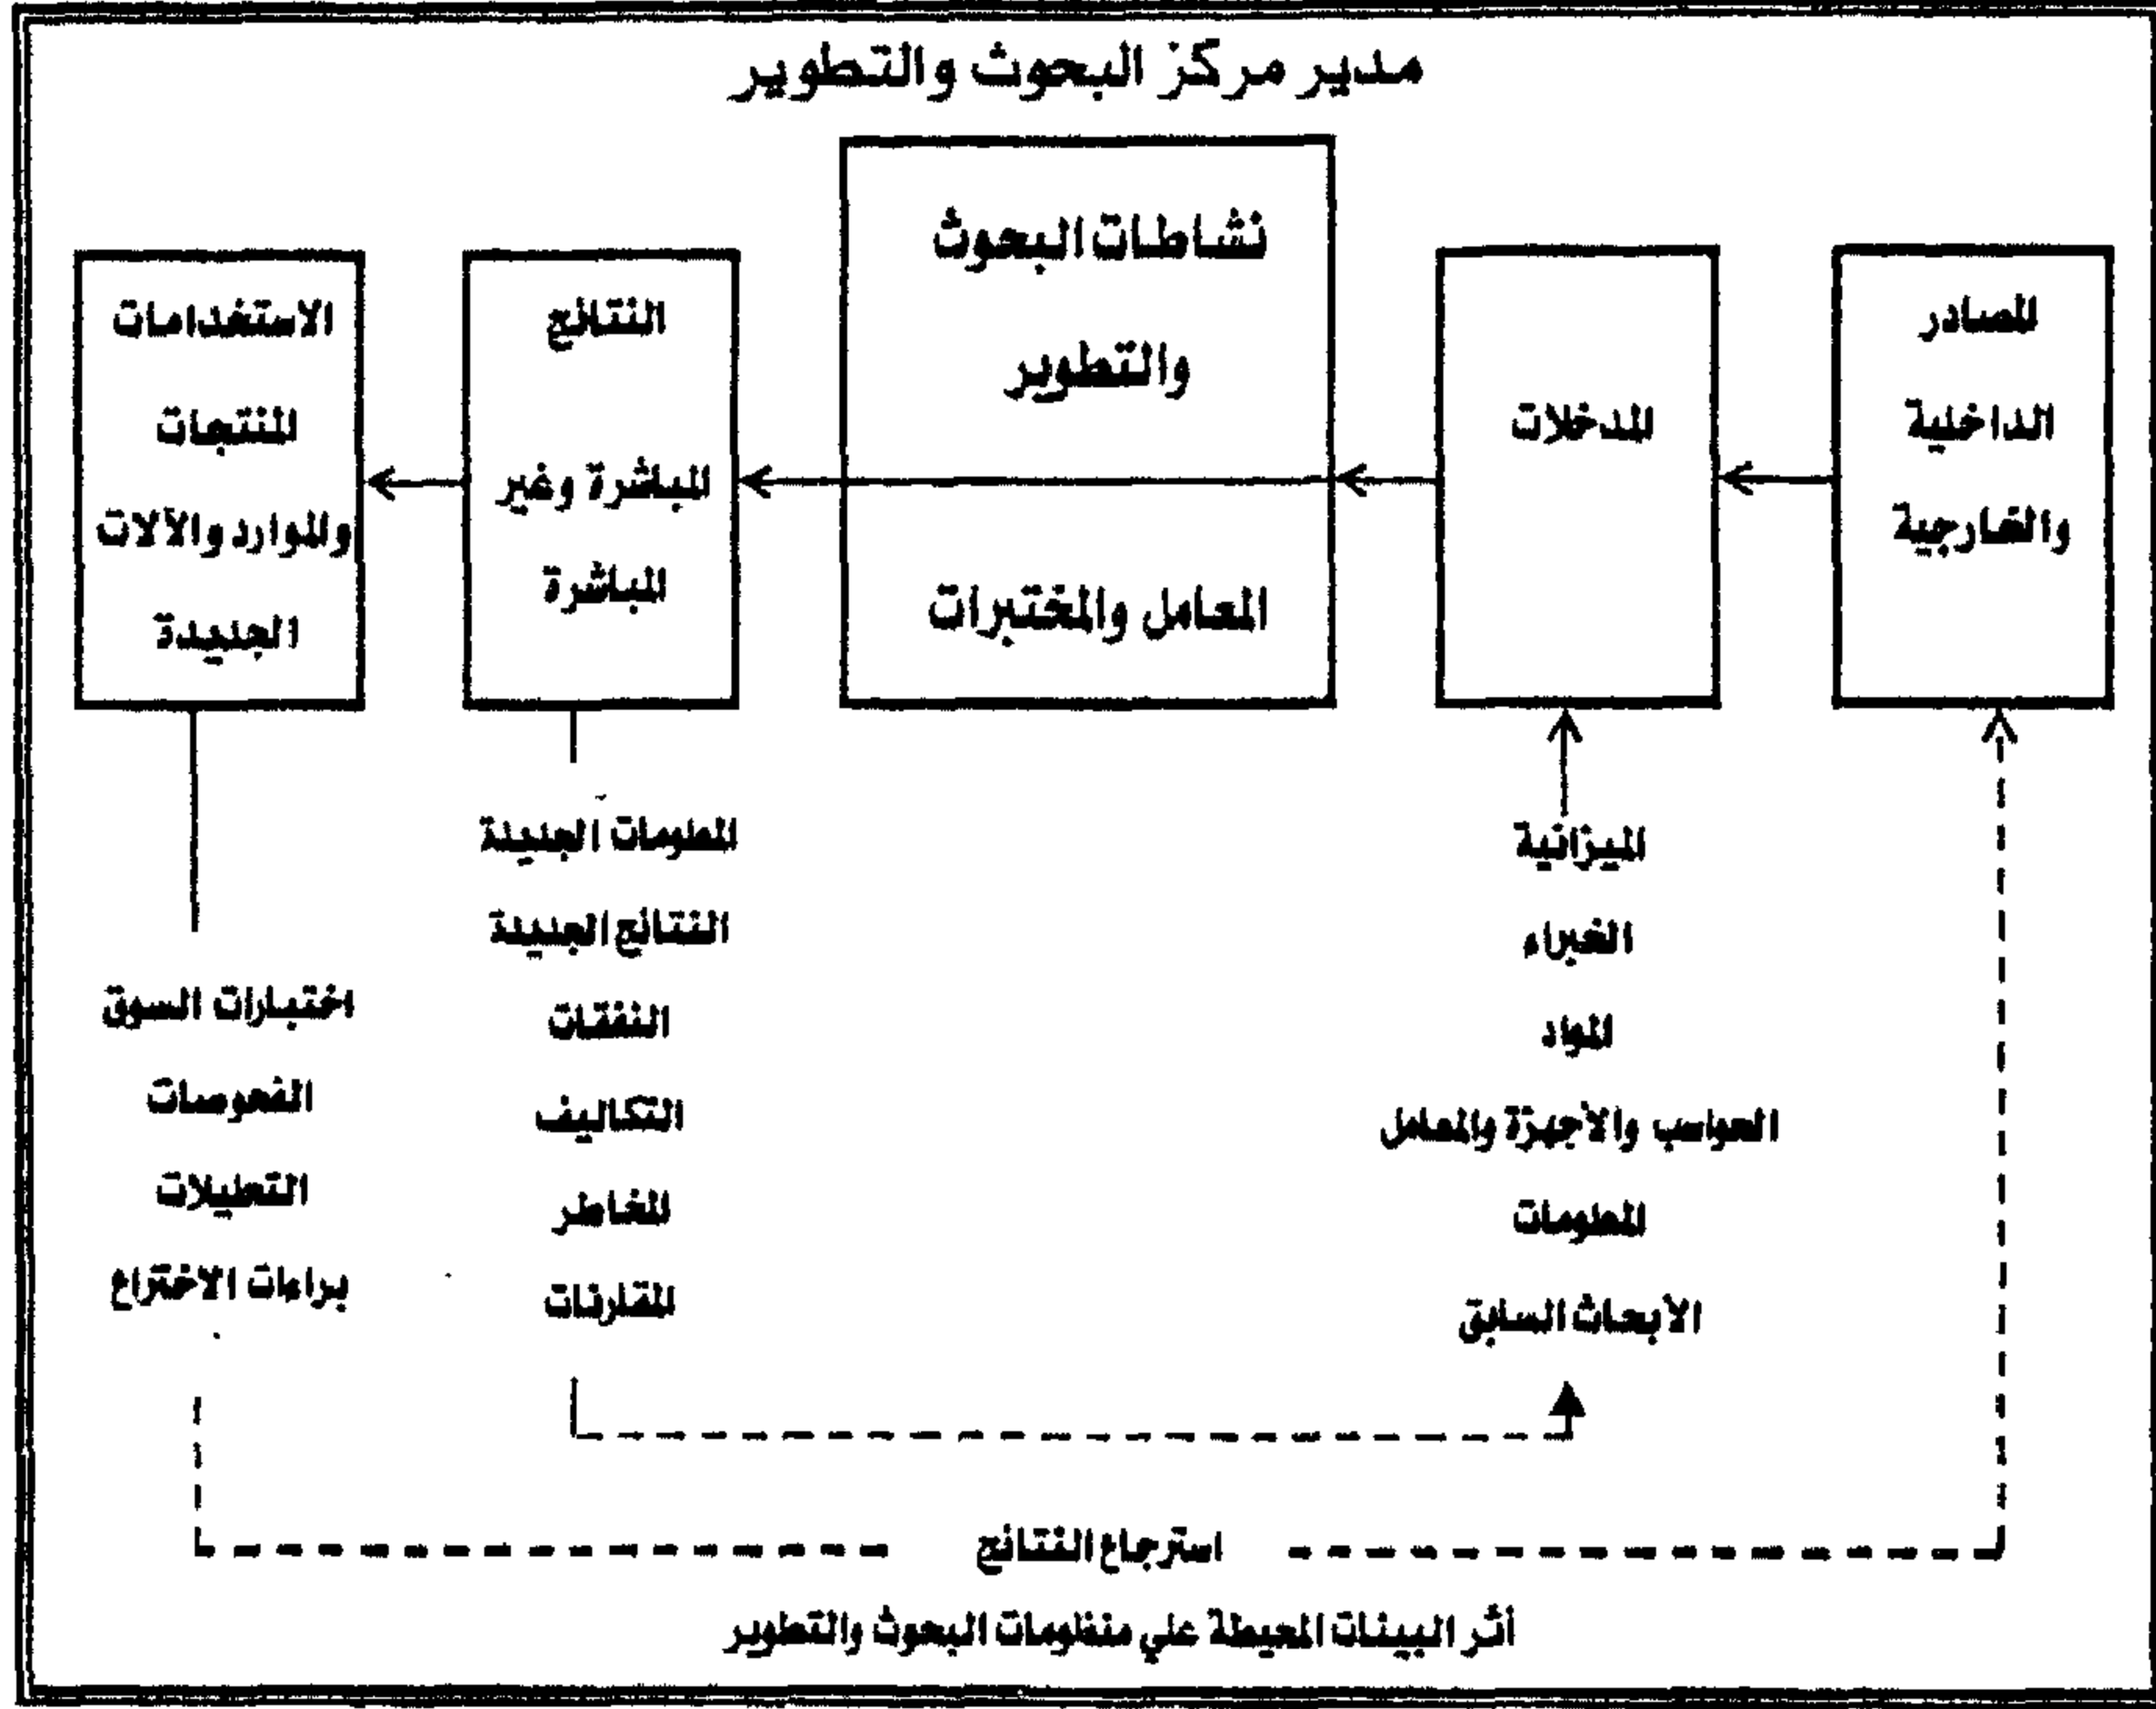 مدير مركز البحوث والتطوير
المصادر
الداخلية
والخارجية
المدخلات
نشاطات البحوث
والتطوير
المعامل والمختبرات
النتائج
المباشرة وغير
المباشرة
الاستخدامات
المنتجات
والموارد والآلات
الجديدة
الميزانية
الخبراء
المواد
الحواسب والأجهزة والمعامل
المعلومات
الأبحاث السابق
المعلومات الجديدة
النتائج الجديدة
النفقات
التكاليف
المخاطر
المقارنات
اختبارات السوق
الفحوصات
التحليلات
براءات الاختراع
استرجاع النتائج
أثر البيئات المحيطة علي منظومات البحوث والتطوير